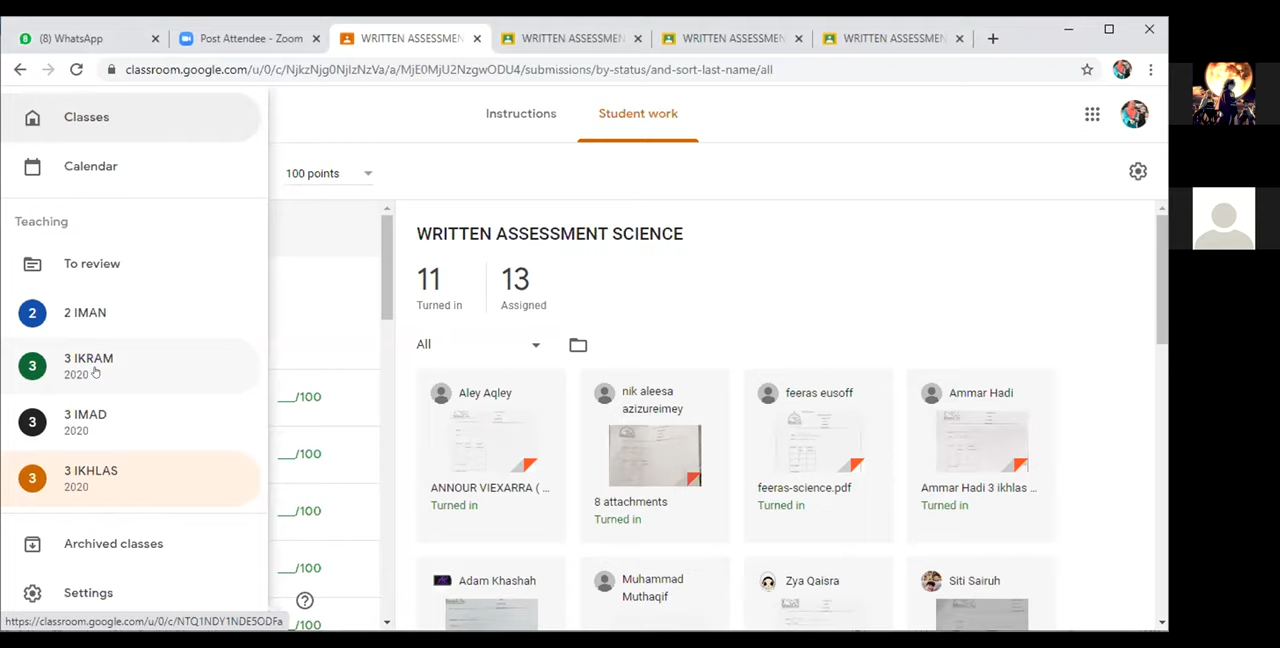 (8) WhatsApp
Post Attendee - Zoom
WRITTEN ASSESSMEN
WRITTEN ASSESSMEN
WRITTEN ASSESSMEN
WRITTEN ASSESSMEN
classroom.google.com/u/0/c/NjkzNjg0NjIzNzVa/a/MjE0MjU2NzgwODU4/submissions/by-status/and-sort-last-name/all
Classes
Calendar
Teaching
To review
2
2 IMAN
3
3 IKRAM
2020
3
3 IMAD
2020
3
3 IKHLAS
2020
Archived classes
Settings
https://classroom.google.com/u/0/c/NTQ1NDY1NDE5ODFa
Instructions
Student work
100 points
__/100
__/100
__/100
__/100
__/100
WRITTEN ASSESSMENT SCIENCE
11
Turned in
13
Assigned
All
Aley Aqley
ANNOUR VIEXARRA ( ...
Turned in
nik aleesa
azizureimey
8 attachments
Turned in
feeras eusoff
feeras-science.pdf
Turned in
Ammar Hadi
Ammar Hadi 3 ikhlas ...
Turned in
Adam Khashah
Muhammad
Muthaqif
Zya Qaisra
Siti Sairuh